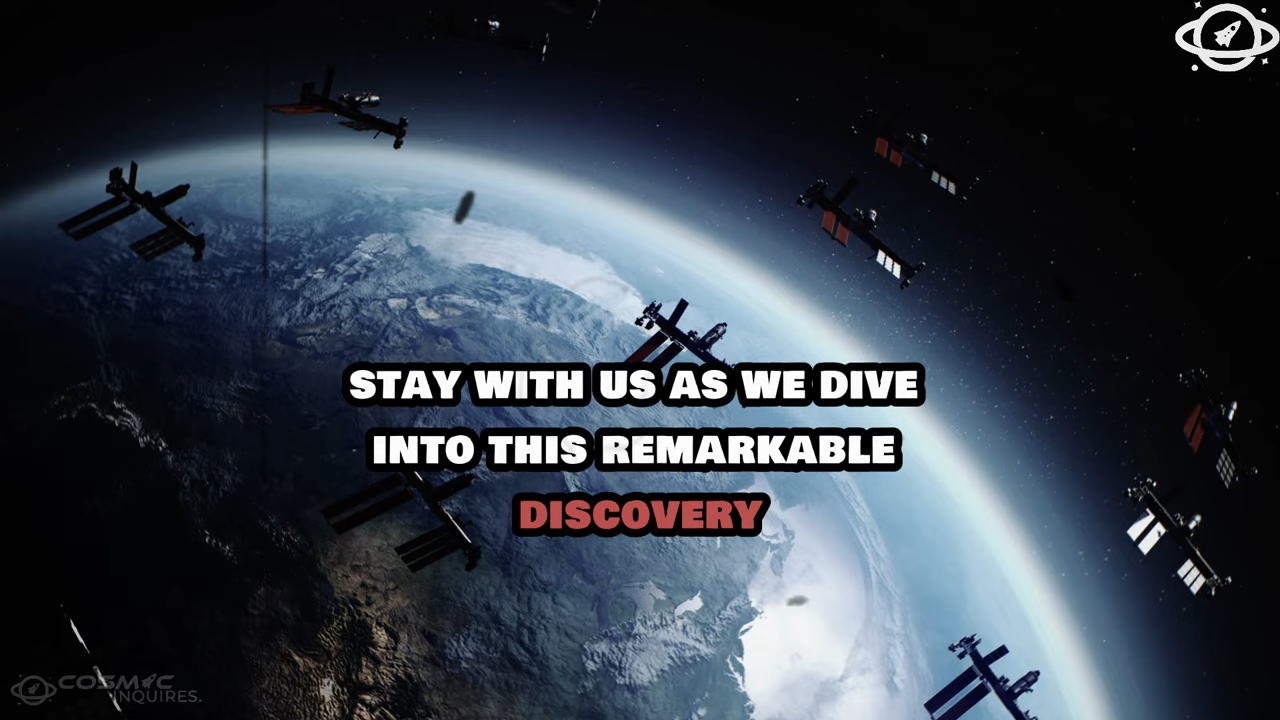 STAY WITH US AS WE DIVE
INTO THIS REMARKABLE
DISCOVERY
COSMIC
INQUIRES.